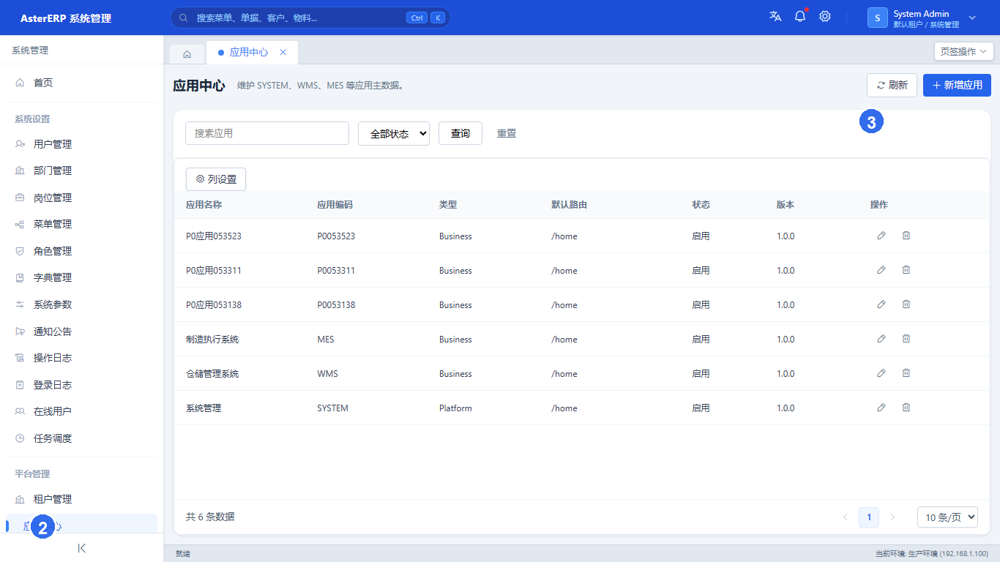 AsterERP 系统管理
搜索菜单、单据、客户、物料...
Ctrl K
S
System Admin
默认租户 / 系统管理
系统管理
首页
系统设置
用户管理
部门管理
岗位管理
菜单管理
角色管理
字典管理
系统参数
通知公告
操作日志
登录日志
在线用户
任务调度
平台管理
租户管理
2
应用中心
页签操作
应用中心
维护 SYSTEM、WMS、MES 等应用主数据。
刷新
新增应用
3
搜索应用
全部状态
查询
重置
列设置
应用名称 应用编码 类型 默认路由 状态 版本 操作
P0应用053523 P0053523 Business /home 启用 1.0.0
P0应用053311 P0053311 Business /home 启用 1.0.0
P0应用053138 P0053138 Business /home 启用 1.0.0
制造执行系统 MES Business /home 启用 1.0.0
仓储管理系统 WMS Business /home 启用 1.0.0
系统管理 SYSTEM Platform /home 启用 1.0.0
共 6 条数据
1
10 条/页
就绪
当前环境: 生产环境 (192.168.1.100)